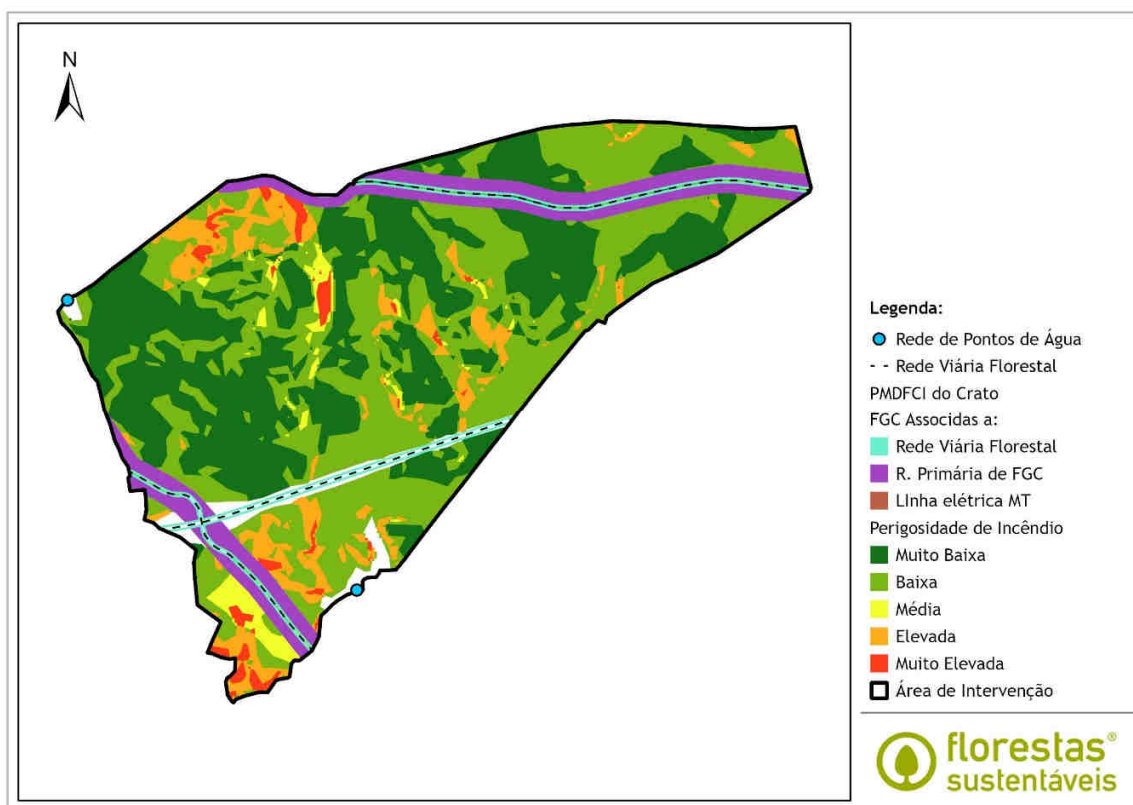 N
Legenda:
Rede de Pontos de Água
Rede Viária Florestal
PMDFCI do Crato
FGC Associdas a:
Rede Viária Florestal
R. Primária de FGC
LInha elétrica MT
Perigosidade de Incêndio
Muito Baixa
Baixa
Média
Elevada
Muito Elevada
Área de Intervenção
florestas®
sustentáveis